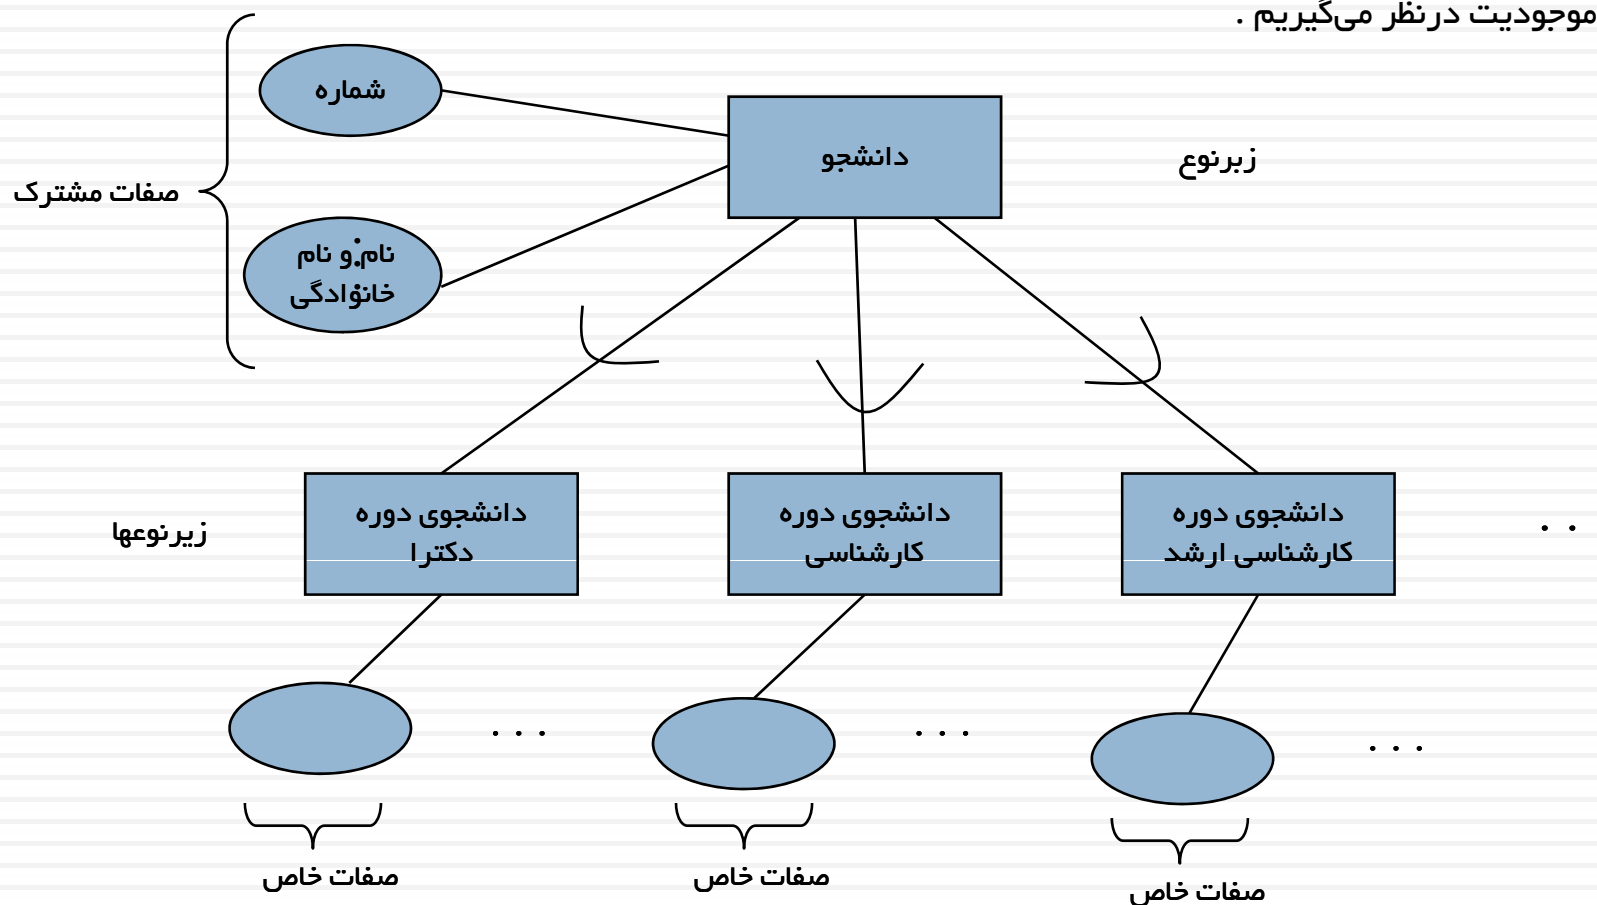 موجودیت درنظر می‌گیریم .
شماره
دانشجو
زبرنوع
صفات مشترک
نام و نام
خانوادگی
دانشجوی دوره
کارشناسی ارشد
دانشجوی دوره
کارشناسی
دانشجوی دوره
دکترا
زیرنوعها
. .
. . .
. . .
. . .
صفات خاص
صفات خاص
صفات خاص